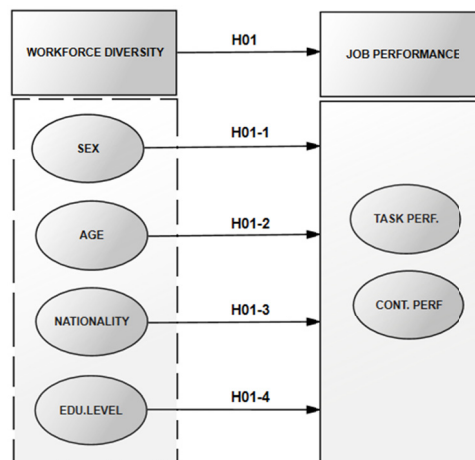 WORKFORCE DIVERSITY
H01
JOB PERFORMANCE
SEX
H01-1
AGE
H01-2
TASK PERF.
NATIONALITY
H01-3
CONT. PERF
EDU.LEVEL
H01-4